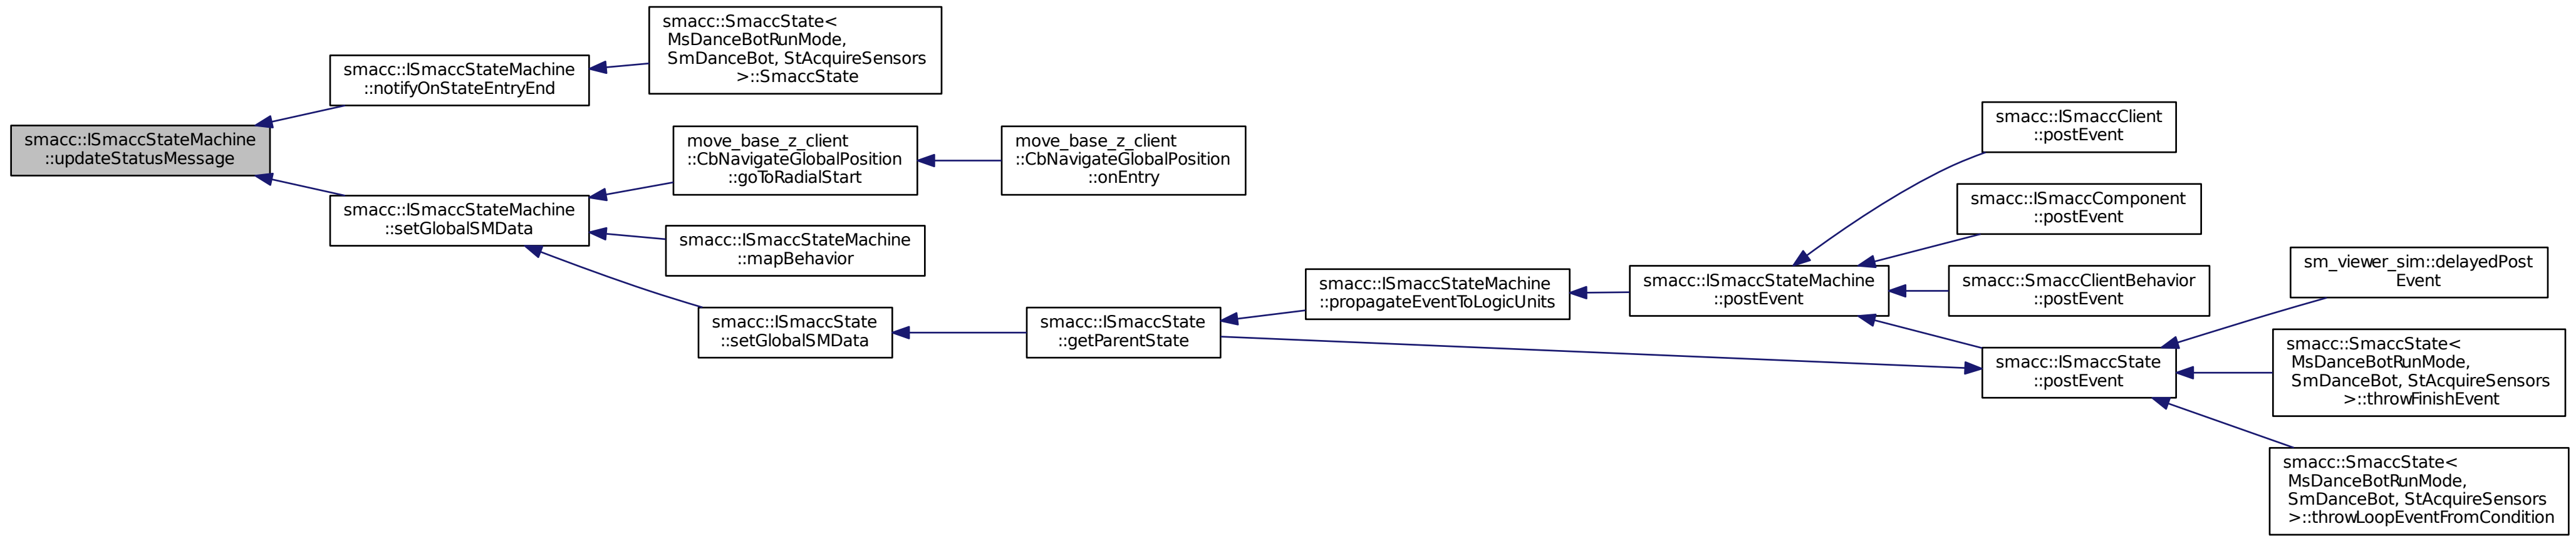 smacc::SmaccState<
MsDanceBotRunMode,
SmDanceBot, StAcquireSensors
>::SmaccState
smacc::ISmaccStateMachine
::notifyOnStateEntryEnd
smacc::ISmaccStateMachine
::updateStatusMessage
move_base_z_client
::CbNavigateGlobalPosition
::goToRadialStart
move_base_z_client
::CbNavigateGlobalPosition
::onEntry
smacc::ISmaccStateMachine
::setGlobalSMData
smacc::ISmaccStateMachine
::mapBehavior
smacc::ISmaccState
::setGlobalSMData
smacc::ISmaccState
::getParentState
smacc::ISmaccStateMachine
::propagateEventToLogicUnits
smacc::ISmaccStateMachine
::postEvent
smacc::ISmaccClient
::postEvent
smacc::ISmaccComponent
::postEvent
smacc::SmaccClientBehavior
::postEvent
smacc::ISmaccState
::postEvent
sm_viewer_sim::delayedPost
Event
smacc::SmaccState<
MsDanceBotRunMode,
SmDanceBot, StAcquireSensors
>::throwFinishEvent
smacc::SmaccState<
MsDanceBotRunMode,
SmDanceBot, StAcquireSensors
>::throwLoopEventFromCondition